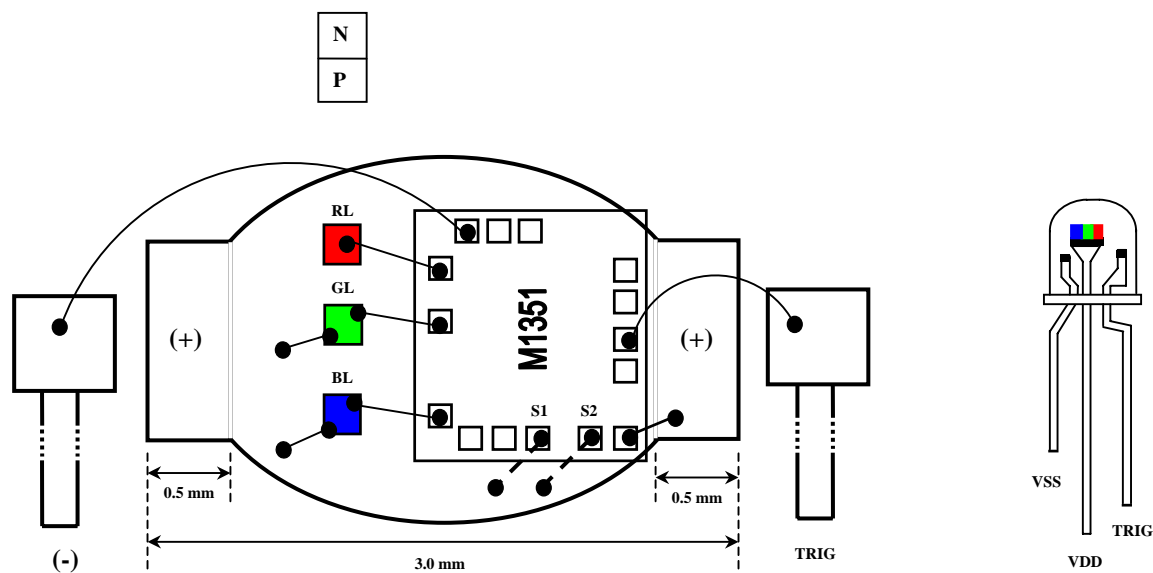 N
P
RL
GL
BL
M1351
S1 S2
(+)
(+)
0.5 mm
0.5 mm
3.0 mm
(-)
TRIG
VSS
TRIG
VDD